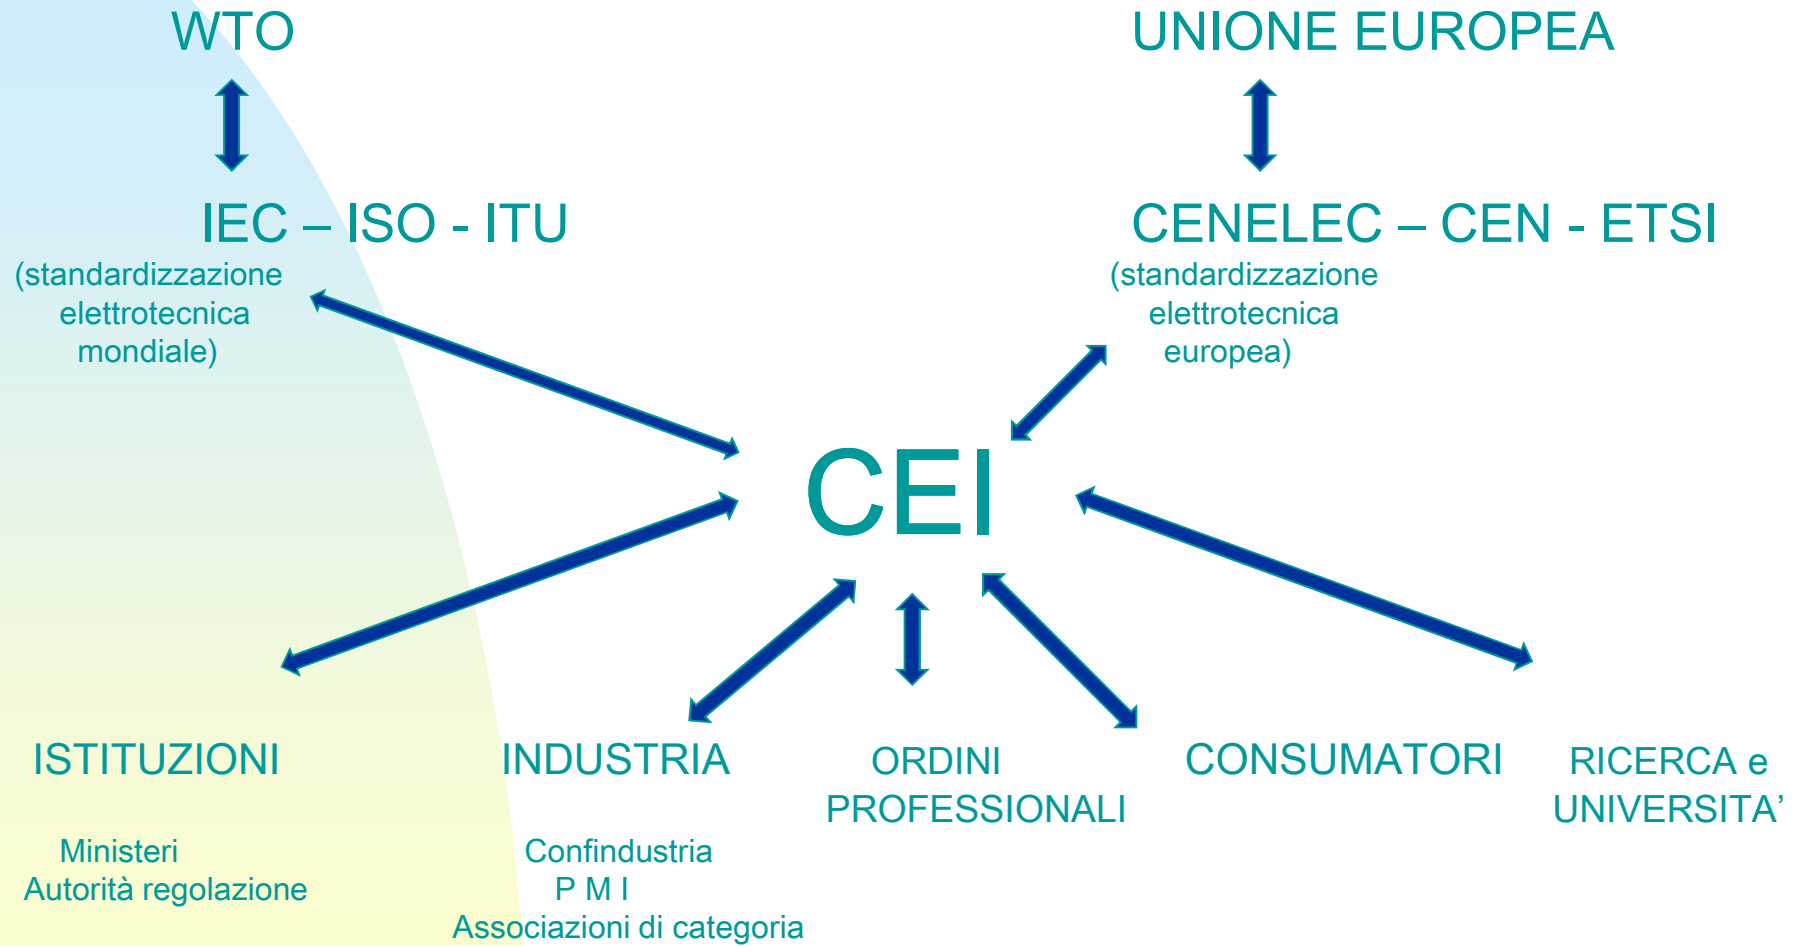 WTO
UNIONE EUROPEA
IEC – ISO - ITU
(standardizzazione
elettrotecnica
mondiale)
CENELEC – CEN - ETSI
(standardizzazione
elettrotecnica
europea)
CEI
ISTITUZIONI
Ministeri
Autorità regolazione
INDUSTRIA
Confindustria
P M I
Associazioni di categoria
ORDINI
PROFESSIONALI
CONSUMATORI
RICERCA e
UNIVERSITA’